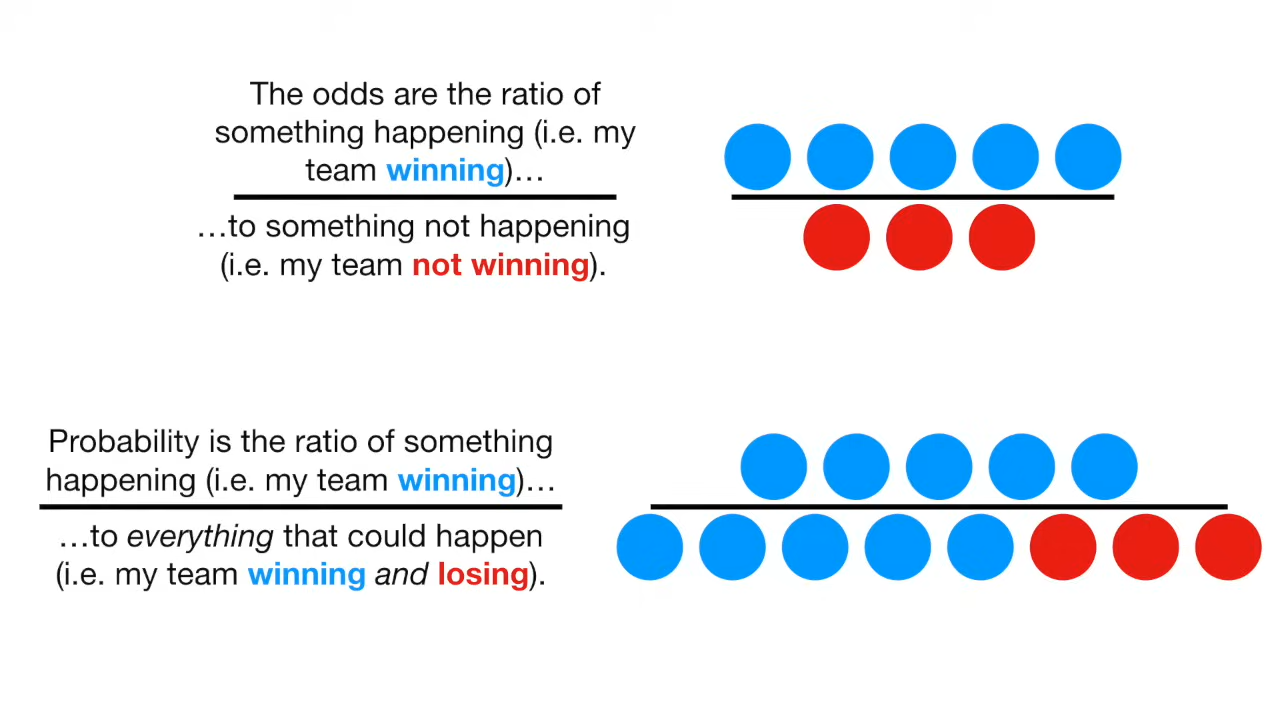 The odds are the ratio of
something happening (i.e. my
team winning)…
…to something not happening
(i.e. my team not winning).
Probability is the ratio of something
happening (i.e. my team winning)…
…to everything that could happen
(i.e. my team winning and losing).